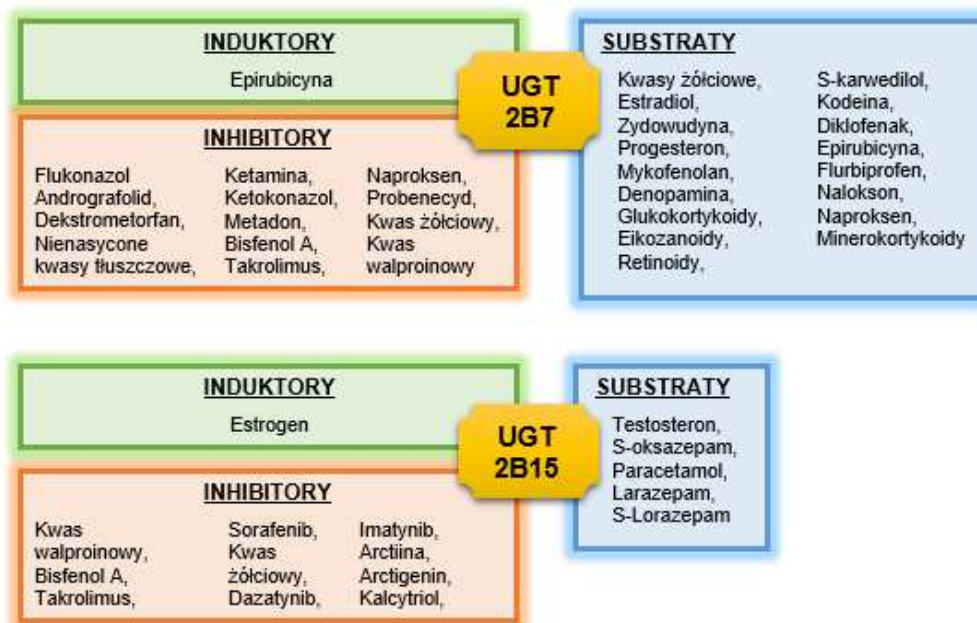 INDUKTORY
Epirubicyna
INHIBITORY
Flukonazol
Andrografolid,
Dekstrometorfan,
Nienasycone
kwasy tłuszczowe,
Ketamina,
Ketokonazol,
Metadon,
Bisfenol A,
Takrolimus,
Naproksen,
Probenecyd,
Kwas żółciowy,
Kwas
walproinowy
UGT
2B7
SUBSTRATY
Kwasy żółciowe,
Estradiol,
Zydowudyna,
Progesteron,
Mykofenolan,
Denopamina,
Glukokortykoidy,
Eikozanoidy,
Retinoidy,
S-karwedilol,
Kodeina,
Diklofenak,
Epirubicyna,
Flurbiprofen,
Nalokson,
Naproksen,
Minerokortykoidy
INDUKTORY
Estrogen
INHIBITORY
Kwas
walproinowy,
Bisfenol A,
Takrolimus,
Sorafenib,
Kwas
żółciowy,
Dazatynib,
Imatynib,
Arctiina,
Arctigenin,
Kalcytriol,
UGT
2B15
SUBSTRATY
Testosteron,
S-oksazepam,
Paracetamol,
Larazepam,
S-Lorazepam